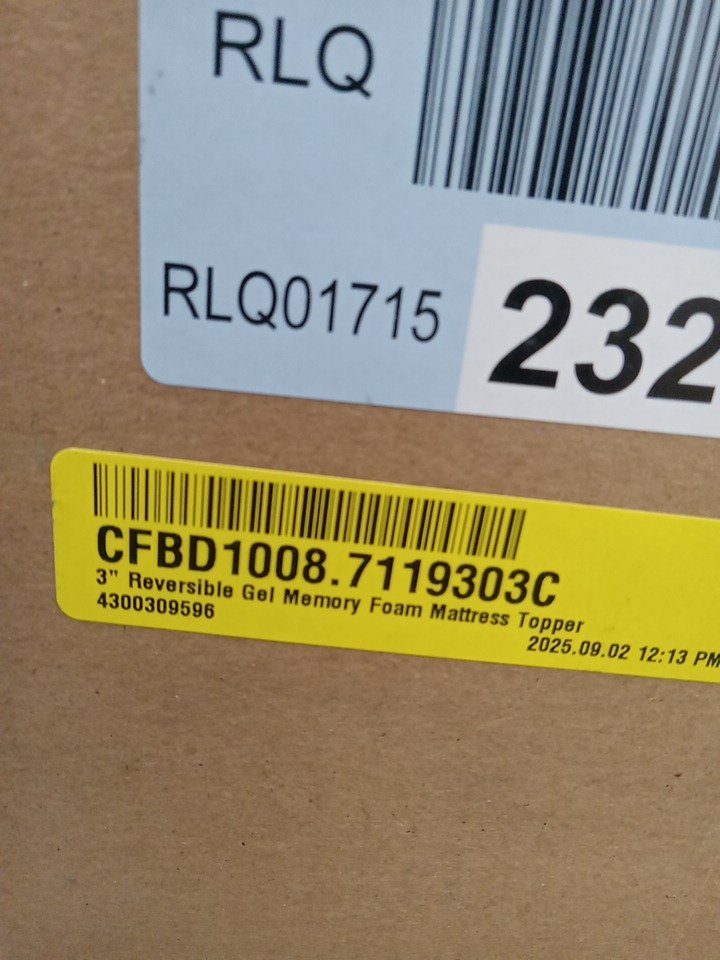 RLQ
RLQ01715
232
CFBD1008.7119303C
3" Reversible Gel Memory Foam Mattress Topper
4300309596
2025.09.02 12:13 PM